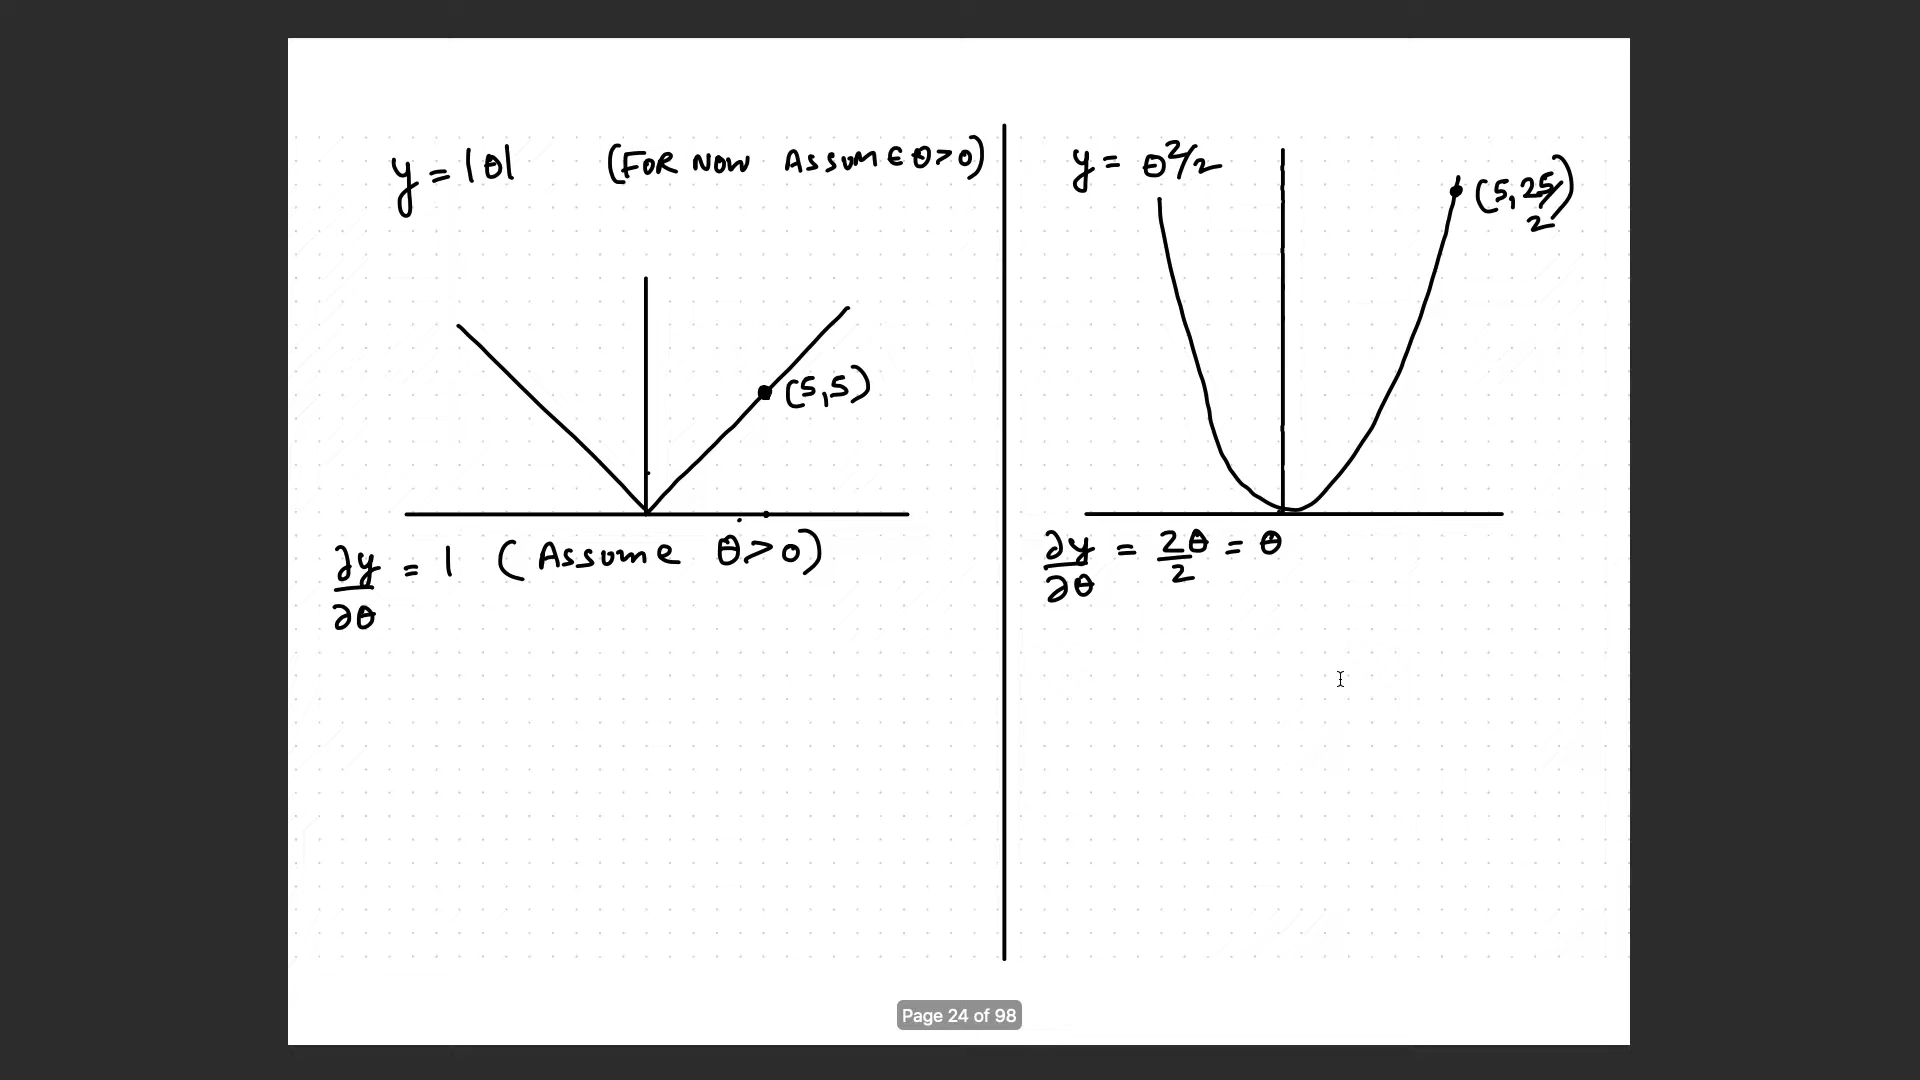 y = |θ| (FOR NOW ASSUME θ > 0)
(5,5)
∂y/∂θ = 1 (Assume θ > 0)
y = θ²/2
(5, 25/2)
∂y/∂θ = 2θ/2 = θ
Page 24 of 98